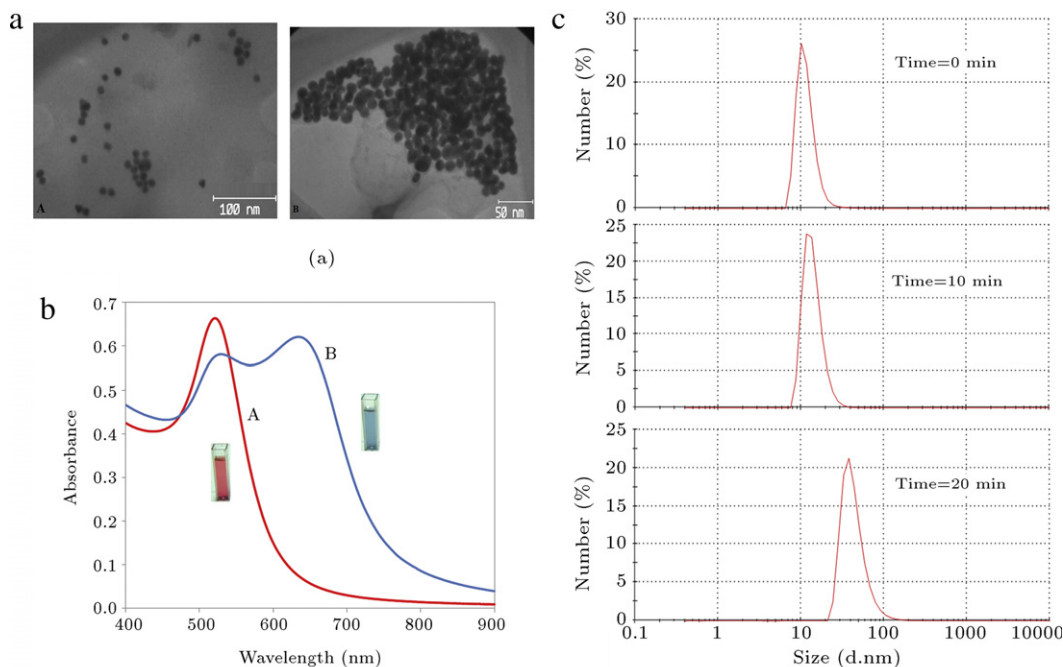 a
A
100 nm
B
50 nm
(a)
b
0.7
0.6
0.5
0.4
0.3
0.2
0.1
0.0
Absorbance
A
B
400 500 600 700 800 900
Wavelength (nm)
c
30
20
10
0
Number (%)
Time=0 min
25
20
15
10
5
0
Number (%)
Time=10 min
25
20
15
10
5
0
Number (%)
Time=20 min
0.1 1 10 100 1000 10000
Size (d.nm)